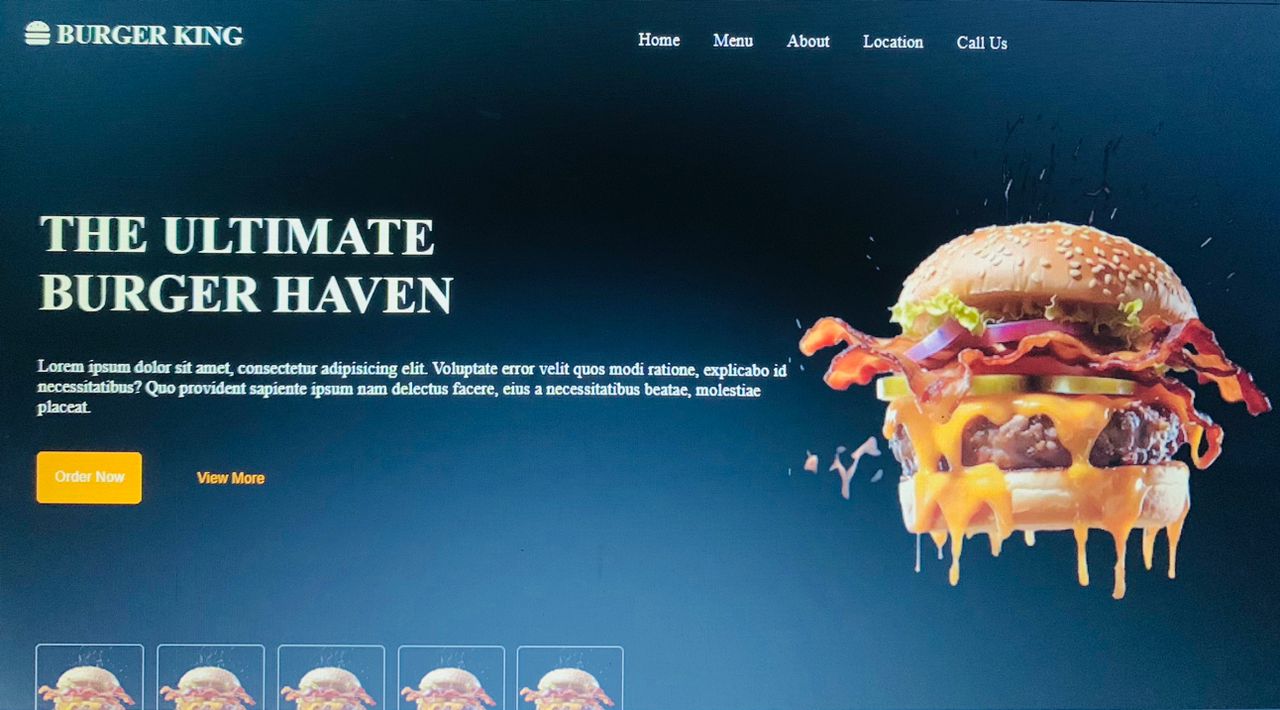 BURGER KING
Home Menu About Location Call Us
THE ULTIMATE
BURGER HAVEN
Lorem ipsum dolor sit amet, consectetur adipisicing elit. Voluptate error velit quos modi ratione, explicabo id
necessitatibus? Quo provident sapiente ipsum nam delectus facere, eius a necessitatibus beatae, molestiae
placeat.
Order Now View More